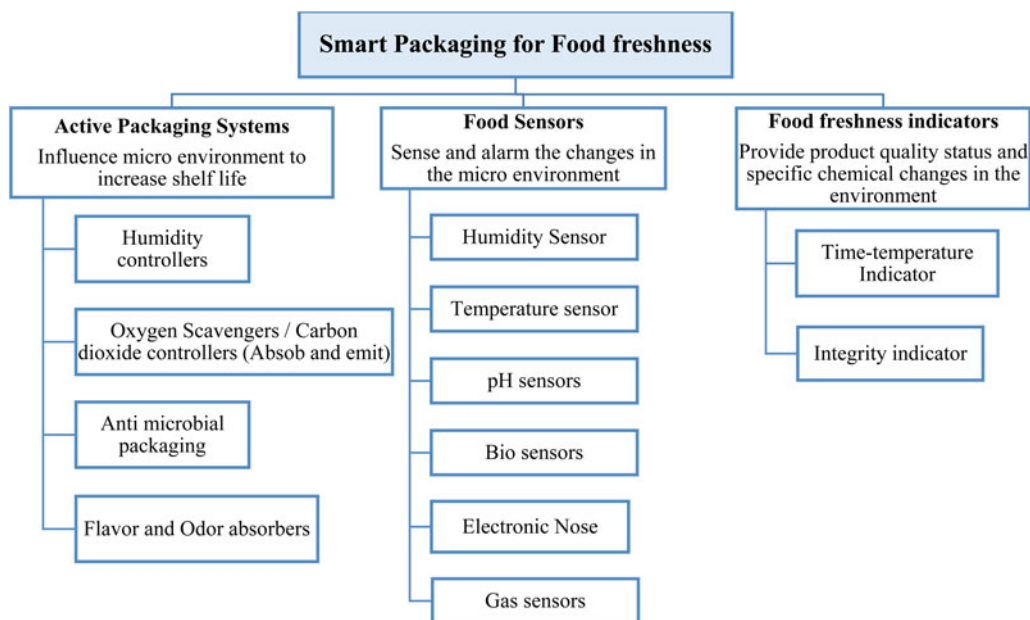 Smart Packaging for Food freshness
Active Packaging Systems
Influence micro environment to
increase shelf life
Humidity
controllers
Oxygen Scavengers / Carbon
dioxide controllers (Absob and emit)
Anti microbial
packaging
Flavor and Odor absorbers
Food Sensors
Sense and alarm the changes in
the micro environment
Humidity Sensor
Temperature sensor
pH sensors
Bio sensors
Electronic Nose
Gas sensors
Food freshness indicators
Provide product quality status and
specific chemical changes in the
environment
Time-temperature
Indicator
Integrity indicator